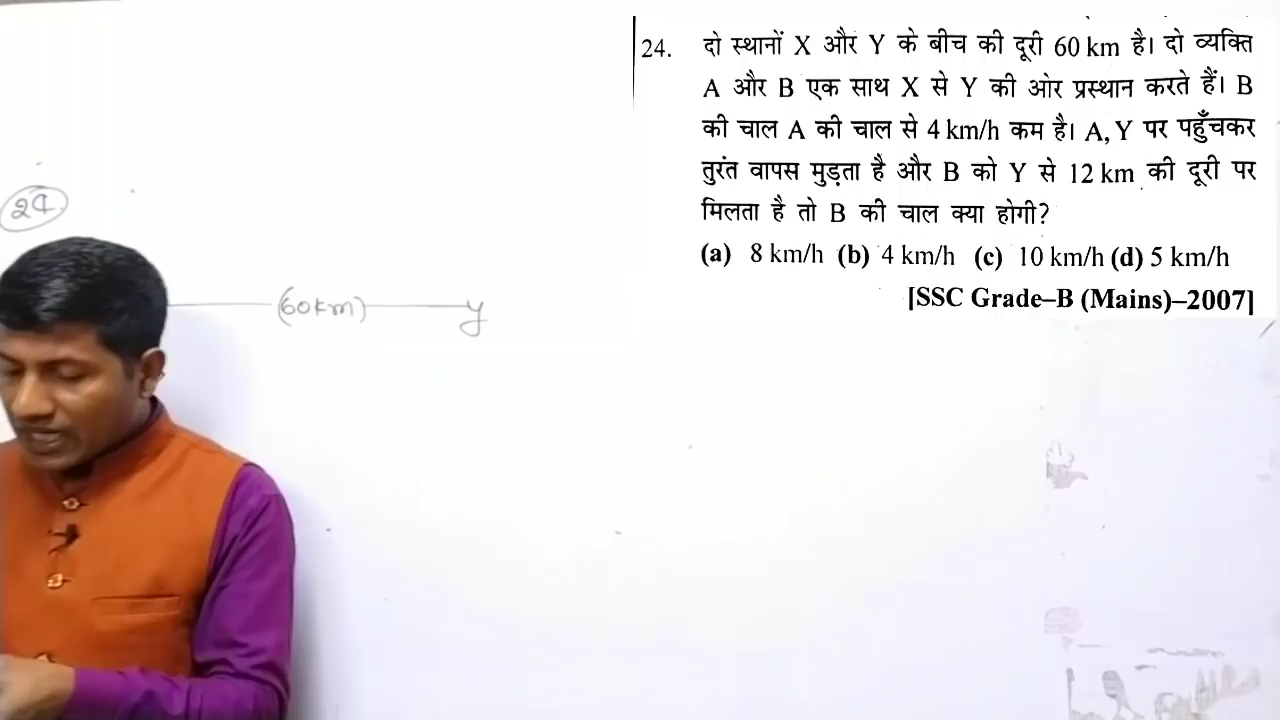 24. दो स्थानों X और Y के बीच की दूरी 60 km है। दो व्यक्ति
A और B एक साथ X से Y की ओर प्रस्थान करते हैं। B
की चाल A की चाल से 4 km/h कम है। A, Y पर पहुँचकर
तुरंत वापस मुड़ता है और B को Y से 12 km की दूरी पर
मिलता है तो B की चाल क्या होगी?
(a) 8 km/h (b) 4 km/h (c) 10 km/h (d) 5 km/h
[SSC Grade–B (Mains)–2007]
24
(60km) y